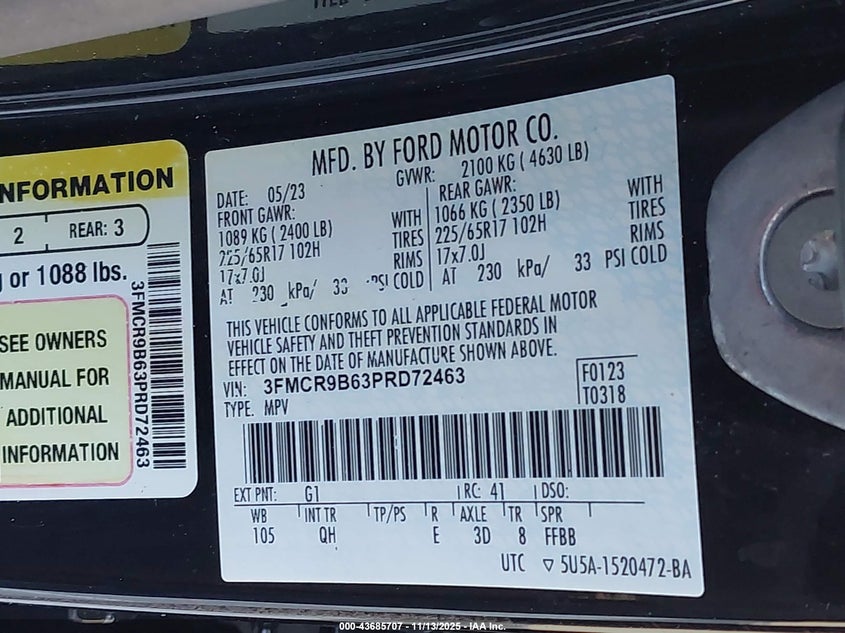 NFORMATION
2
REAR: 3
or 1088 lbs.
SEE OWNERS
MANUAL FOR
ADDITIONAL
INFORMATION
3FMCR9B63PRD72463
MFD. BY FORD MOTOR CO.
DATE: 05/23
GVWR: 2100 KG ( 4630 LB)
FRONT GAWR:
1089 KG ( 2400 LB) WITH
225/65R17 102H TIRES
17x7.0J RIMS
AT 230 kPa/ 33 PSI COLD
REAR GAWR:
1066 KG ( 2350 LB) WITH
225/65R17 102H TIRES
17x7.0J RIMS
AT 230 kPa/ 33 PSI COLD
THIS VEHICLE CONFORMS TO ALL APPLICABLE FEDERAL MOTOR
VEHICLE SAFETY AND THEFT PREVENTION STANDARDS IN
EFFECT ON THE DATE OF MANUFACTURE SHOWN ABOVE.
VIN: 3FMCR9B63PRD72463
TYPE: MPV
F0123
T0318
EXT PNT: G1 RC: 41 DSO:
WB INT TR TP/PS R AXLE TR SPR
105 QH E 3D 8 FFBB
UTC ▽ 5U5A-1520472-BA
000-43685707 - 11/13/2025 - IAA Inc.